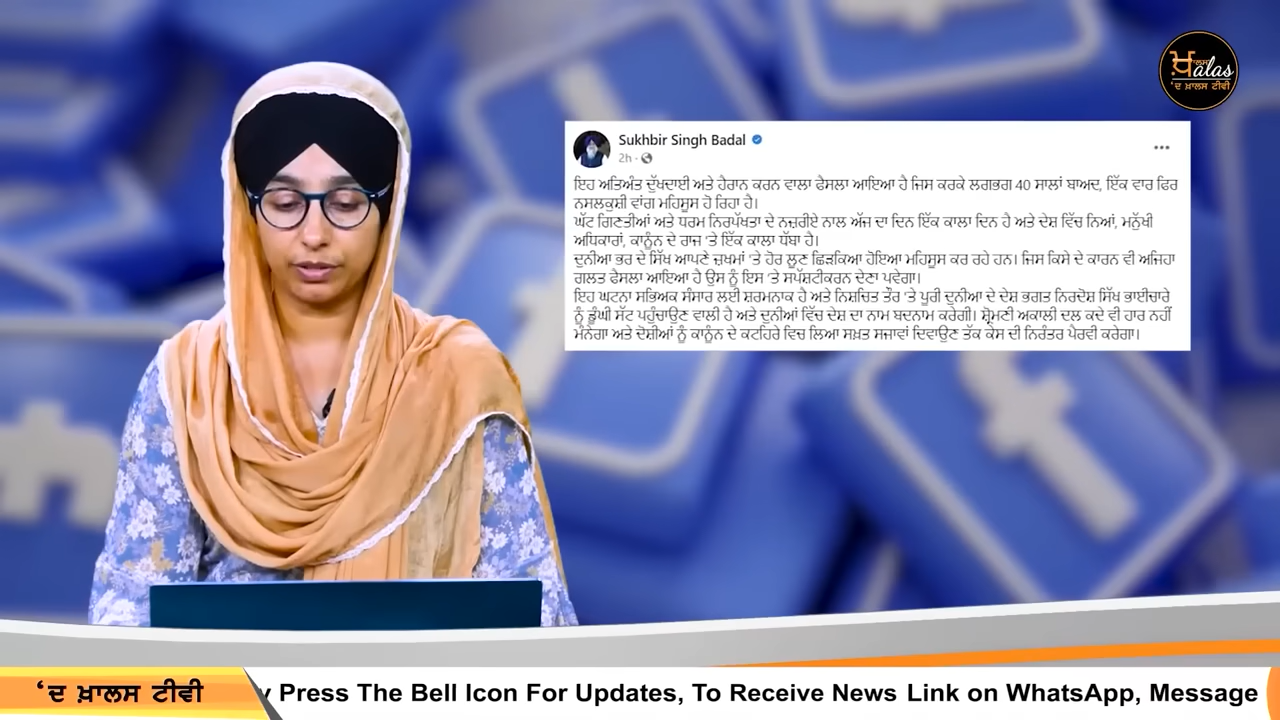 ਖ਼ਾਲਸ
alas
'ਦ ਖ਼ਾਲਸ ਟੀਵੀ
Sukhbir Singh Badal
2h
ਇਹ ਅਤਿਅੰਤ ਦੁੱਖਦਾਈ ਅਤੇ ਹੈਰਾਨ ਕਰਨ ਵਾਲਾ ਫੈਸਲਾ ਆਇਆ ਹੈ ਜਿਸ ਕਰਕੇ ਲਗਭਗ 40 ਸਾਲਾਂ ਬਾਅਦ, ਇੱਕ ਵਾਰ ਫਿਰ
ਨਸਲਕੁਸ਼ੀ ਵਾਂਗ ਮਹਿਸੂਸ ਹੋ ਰਿਹਾ ਹੈ।
ਘੱਟ ਗਿਣਤੀਆਂ ਅਤੇ ਧਰਮ ਨਿਰਪੱਖਤਾ ਦੇ ਨਜ਼ਰੀਏ ਨਾਲ ਅੱਜ ਦਾ ਦਿਨ ਇੱਕ ਕਾਲਾ ਦਿਨ ਹੈ ਅਤੇ ਦੇਸ਼ ਵਿੱਚ ਨਿਆਂ, ਮਨੁੱਖੀ
ਅਧਿਕਾਰਾਂ, ਕਾਨੂੰਨ ਦੇ ਰਾਜ 'ਤੇ ਇੱਕ ਕਾਲਾ ਧੱਬਾ ਹੈ।
ਦੁਨੀਆ ਭਰ ਦੇ ਸਿੱਖ ਆਪਣੇ ਜ਼ਖਮਾਂ 'ਤੇ ਹੋਰ ਲੂਣ ਛਿੜਕਿਆ ਹੋਇਆ ਮਹਿਸੂਸ ਕਰ ਰਹੇ ਹਨ। ਜਿਸ ਕਿਸੇ ਦੇ ਕਾਰਨ ਵੀ ਅਜਿਹਾ
ਗਲਤ ਫੈਸਲਾ ਆਇਆ ਹੈ ਉਸ ਨੂੰ ਇਸ 'ਤੇ ਸਪੱਸ਼ਟੀਕਰਨ ਦੇਣਾ ਪਵੇਗਾ।
ਇਹ ਘਟਨਾ ਸਭਿਅਕ ਸੰਸਾਰ ਲਈ ਸ਼ਰਮਨਾਕ ਹੈ ਅਤੇ ਨਿਸ਼ਚਿਤ ਤੌਰ 'ਤੇ ਪੂਰੀ ਦੁਨੀਆ ਦੇ ਦੇਸ਼ ਭਗਤ ਨਿਰਦੋਸ਼ ਸਿੱਖ ਭਾਈਚਾਰੇ
ਨੂੰ ਡੂੰਘੀ ਸੱਟ ਪਹੁੰਚਾਉਣ ਵਾਲੀ ਹੈ ਅਤੇ ਦੁਨੀਆਂ ਵਿੱਚ ਦੇਸ਼ ਦਾ ਨਾਮ ਬਦਨਾਮ ਕਰੇਗੀ। ਸ਼੍ਰੋਮਣੀ ਅਕਾਲੀ ਦਲ ਕਦੇ ਵੀ ਹਾਰ ਨਹੀਂ
ਮੰਨੇਗਾ ਅਤੇ ਦੋਸ਼ੀਆਂ ਨੂੰ ਕਾਨੂੰਨ ਦੇ ਕਟਹਿਰੇ ਵਿਚ ਲਿਆ ਸਖ਼ਤ ਸਜਾਵਾਂ ਦਿਵਾਉਣ ਤੱਕ ਕੇਸ ਦੀ ਨਿਰੰਤਰ ਪੈਰਵੀ ਕਰੇਗਾ।
'ਦ ਖ਼ਾਲਸ ਟੀਵੀ
y Press The Bell Icon For Updates, To Receive News Link on WhatsApp, Message